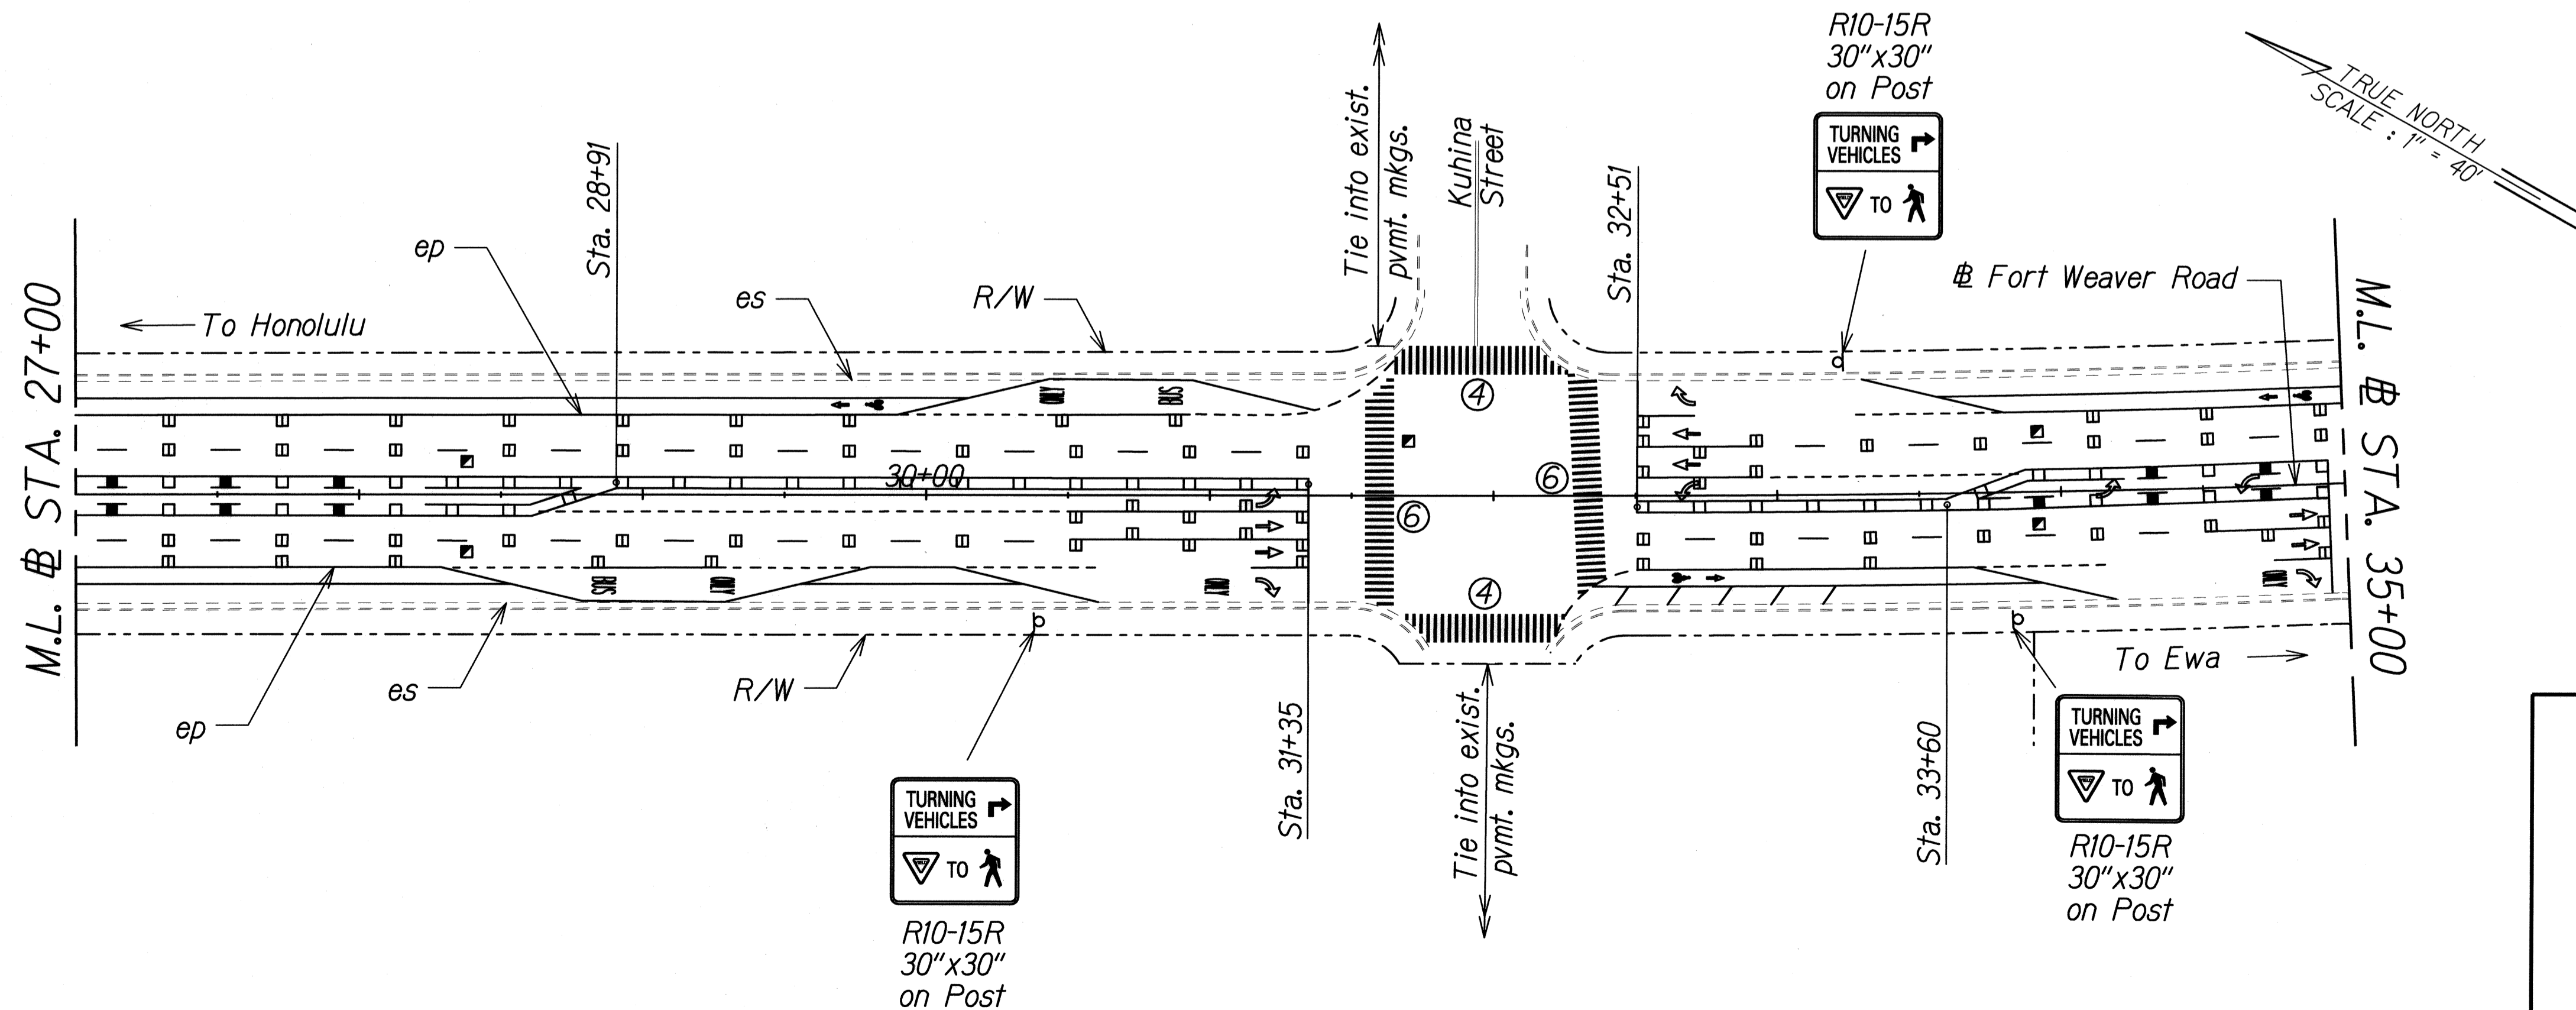 R10-15R
30"x30"
on Post
TURNING
VEHICLES
YIELD
TO
TRUE NORTH
SCALE : 1" = 40'
Tie into exist.
pvmt. mkgs.
Kuhina
Street
Sta. 28+91
Sta. 32+51
ep
es
R/W
To Honolulu
℄ Fort Weaver Road
M.L. ℄ STA. 27+00
M.L. ℄ STA. 35+00
ONLY
BUS
30+00
4
6
6
4
BUS
ONLY
ONLY
ONLY
ep
es
R/W
Sta. 31+35
Tie into exist.
pvmt. mkgs.
Sta. 33+60
To Ewa
TURNING
VEHICLES
YIELD
TO
R10-15R
30"x30"
on Post
TURNING
VEHICLES
YIELD
TO
R10-15R
30"x30"
on Post